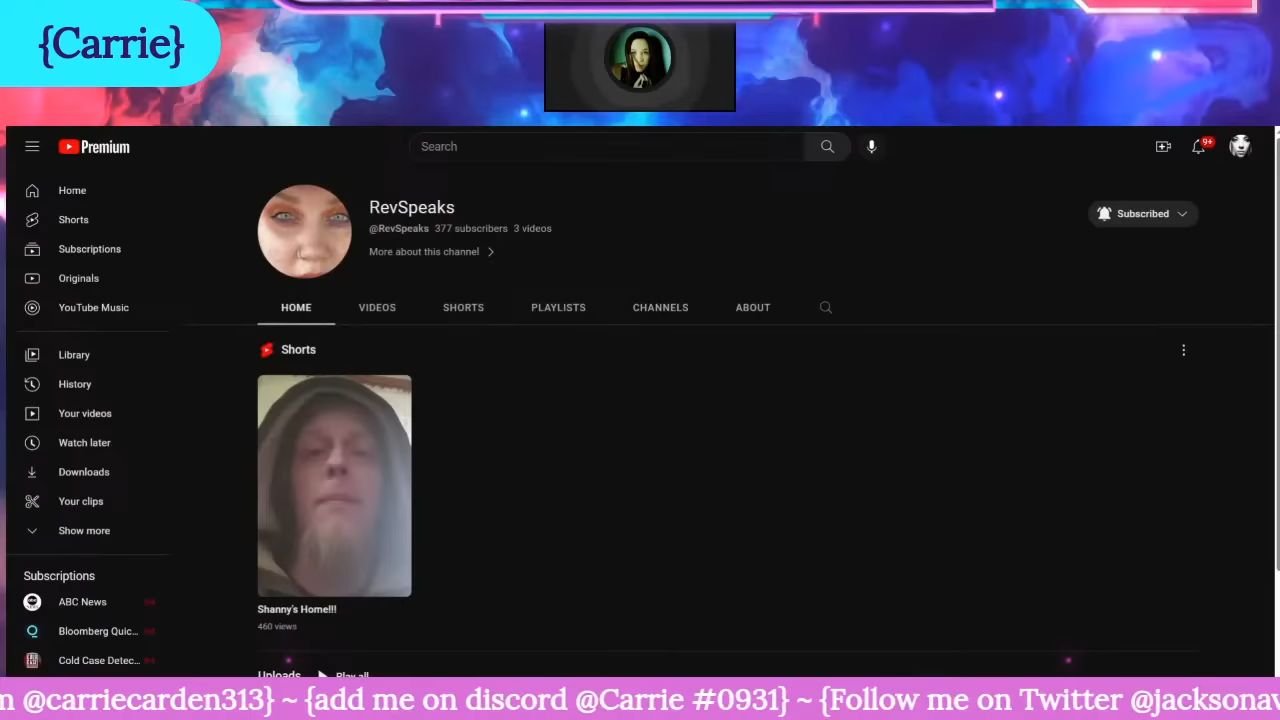 {Carrie}
Premium
Search
9+
Home
Shorts
Subscriptions
Originals
YouTube Music
Library
History
Your videos
Watch later
Downloads
Your clips
Show more
Subscriptions
ABC News
Bloomberg Quic...
Cold Case Detec...
RevSpeaks
@RevSpeaks 377 subscribers 3 videos
More about this channel
Subscribed
HOME VIDEOS SHORTS PLAYLISTS CHANNELS ABOUT
Shorts
Shanny's Home!!!
460 views
Uploads Play all
@carriecarden313} ~ {add me on discord @Carrie #0931} ~ {Follow me on Twitter